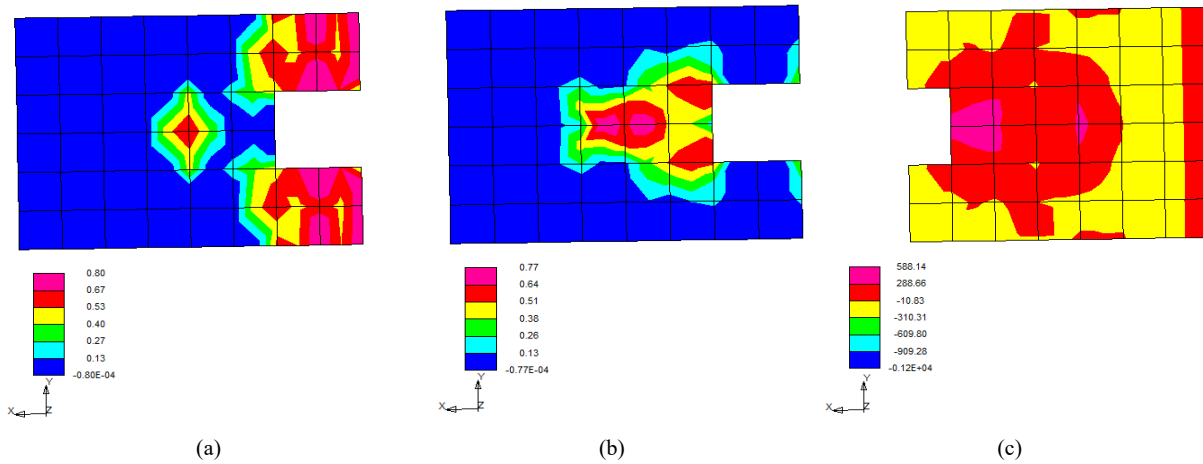 0.80
0.67
0.53
0.40
0.27
0.13
-0.80E-04
Y
X
Z
(a)
0.77
0.64
0.51
0.38
0.26
0.13
-0.77E-04
Y
X
Z
(b)
588.14
288.66
-10.83
-310.31
-609.80
-909.28
-0.12E+04
Y
X
Z
(c)